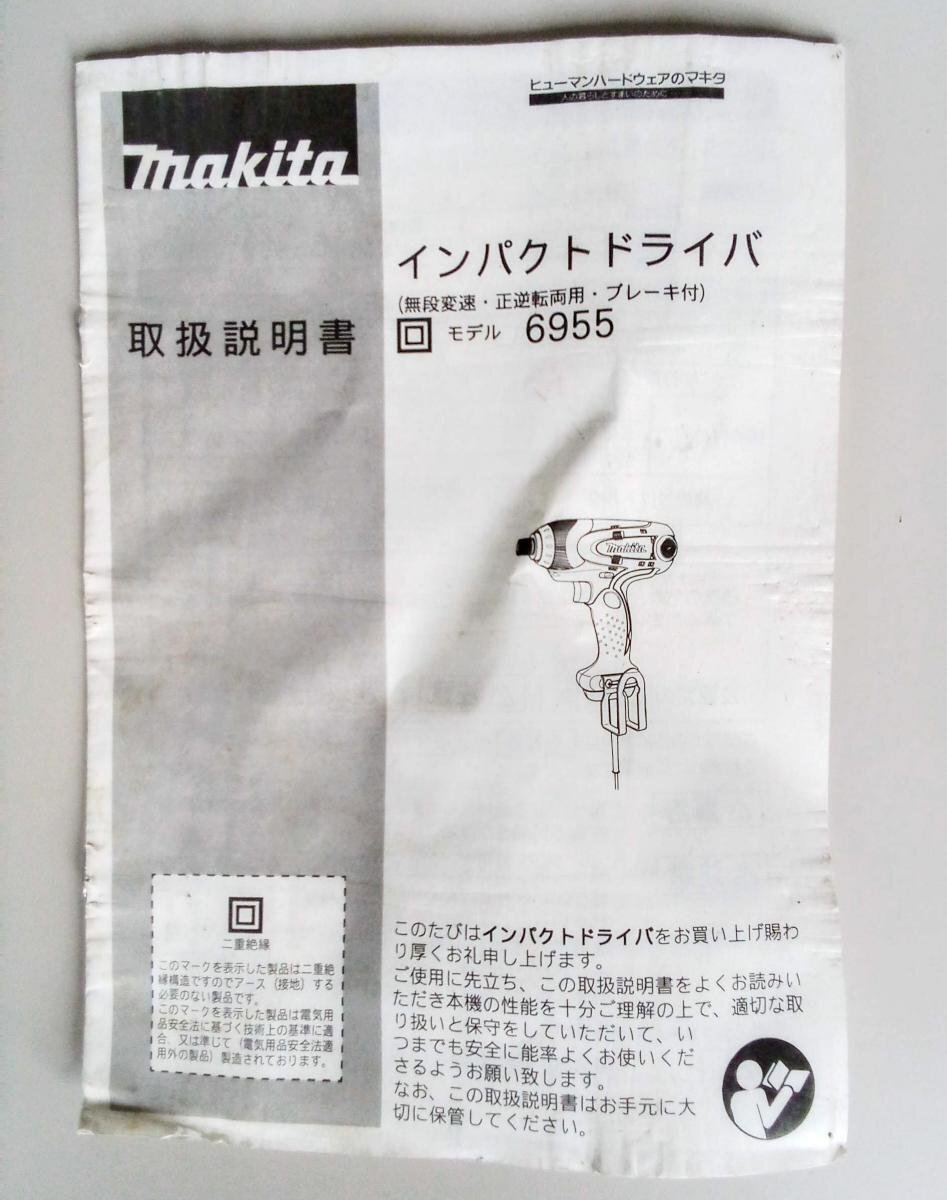 ヒューマンハードウェアのマキタ
人の暮らしとすまいのために
makita
インパクトドライバ
(無段変速・正逆転両用・ブレーキ付)
モデル 6955
取扱説明書
makita
二重絶縁
このマークを表示した製品は二重絶
縁構造ですのでアース (接地) する
必要のない製品です。
このマークを表示した製品は電気用
品安全法に基づく技術上の基準に適
合、又は準じて (電気用品安全法適
用外の製品) 製造されております。
このたびはインパクトドライバをお買い上げ賜わ
り厚くお礼申し上げます。
ご使用に先立ち、この取扱説明書をよくお読みい
ただき本機の性能を十分ご理解の上で、適切な取
り扱いと保守をしていただいて、い
つまでも安全に能率よくお使いくだ
さるようお願い致します。
なお、この取扱説明書はお手元に大
切に保管してください。